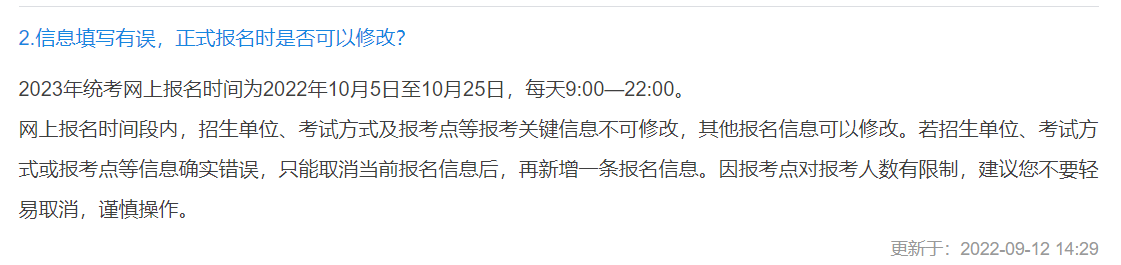 2.信息填写有误，正式报名时是否可以修改？
2023年统考网上报名时间为2022年10月5日至10月25日，每天9:00—22:00。
网上报名时间段内，招生单位、考试方式及报考点等报考关键信息不可修改，其他报名信息可以修改。若招生单位、考试方
式或报考点等信息确实错误，只能取消当前报名信息后，再新增一条报名信息。因报考点对报考人数有限制，建议您不要轻
易取消，谨慎操作。
更新于：2022-09-12 14:29